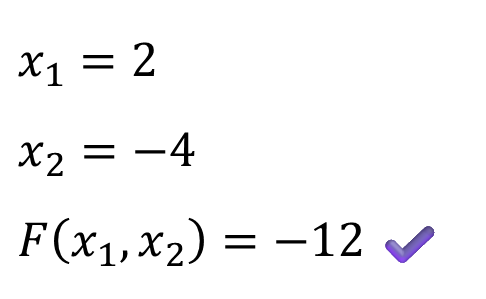 x₁ = 2
x₂ = −4
F(x₁, x₂) = −12 ✔